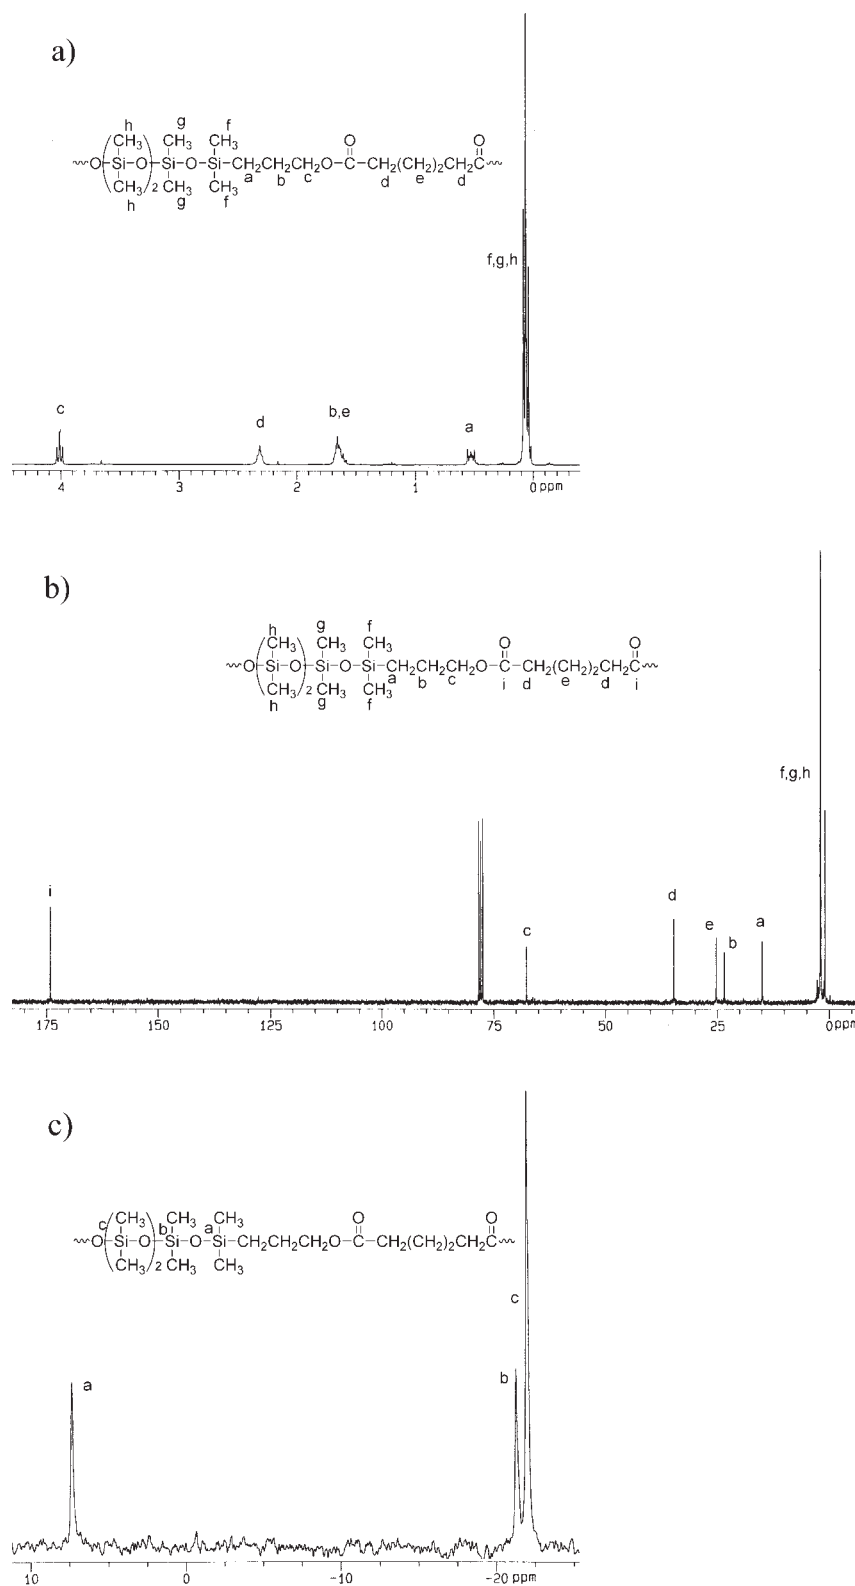 a)
h g f O O
CH3 CH3 CH3
O Si O Si O Si CH2CH2CH2O C CH2(CH2)2CH2C
a b c d e d
CH3 2 CH3 CH3
h g f
f,g,h
c
d
b,e
a
4 3 2 1 0 ppm
b)
h g f O O
CH3 CH3 CH3
O Si O Si O Si CH2CH2CH2O C CH2(CH2)2CH2C
a b c i d e d i
CH3 2 CH3 CH3
h g f
f,g,h
i
c
d
e
b
a
175 150 125 100 75 50 25 0 ppm
c)
c CH3 b CH3 a CH3 O O
O Si O Si O Si CH2CH2CH2O C CH2(CH2)2CH2C
CH3 2 CH3 CH3
c
b
a
10 0 -10 -20 ppm